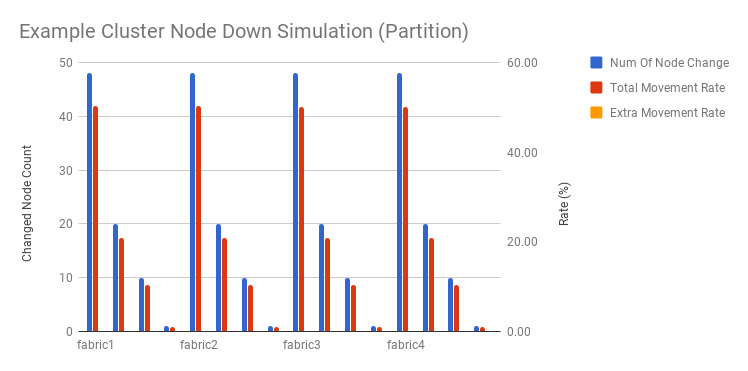 Example Cluster Node Down Simulation (Partition)
Num Of Node Change
Total Movement Rate
Extra Movement Rate
Changed Node Count
50
40
30
20
10
0
60.00
40.00
20.00
0.00
Rate (%)
fabric1
fabric2
fabric3
fabric4